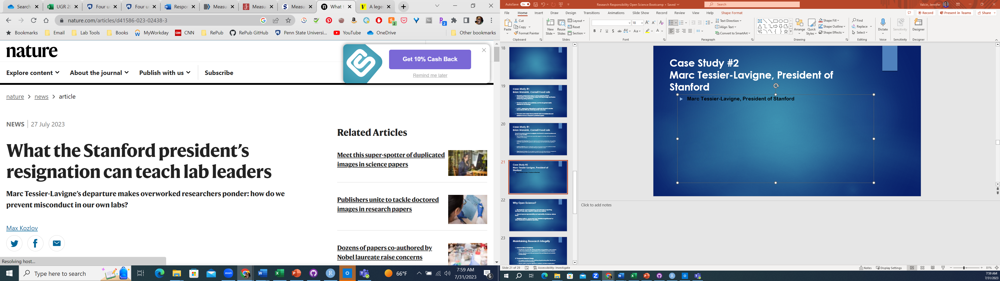 Search
UGR 20
Four u
Four u
Respor
Measu
Measu
Measu
What t
A lege
nature.com/articles/d41586-023-02438-3
Bookmarks
Email
Lab Tools
Books
MyWorkday
CNN
RePub
RePub GitHub
Penn State Universi...
YouTube
OneDrive
Other bookmarks
nature
Get 10% Cash Back
Remind me later
Explore content
About the journal
Publish with us
Subscribe
nature > news > article
NEWS 27 July 2023
What the Stanford president's
resignation can teach lab leaders
Marc Tessier-Lavigne's departure makes overworked researchers ponder: how do we
prevent misconduct in our own labs?
Max Kozlov
Related Articles
Meet this super-spotter of duplicated
images in science papers
Publishers unite to tackle doctored
images in research papers
Dozens of papers co-authored by
Nobel laureate raise concerns
Resolving host...
Type here to search
66°F
7:59 AM
7/31/2023
6
AutoSave On
Research Responsibility Open Science Bootcamp • Saved
Search
Valcin, Jennifer
File Home Insert Draw Design Transitions Animations Slide Show Record Review View Help Shape Format
Record
Present in Teams
Share
Paste
Cut
Copy
Format Painter
Clipboard
New
Slide
Reuse
Slides
Layout
Reset
Section
Slides
18
Font
Text Direction
Align Text
Convert to SmartArt
Paragraph
Arrange
Quick
Styles
Shape Fill
Shape Outline
Shape Effects
Drawing
Find
Replace
Select
Editing
Dictate
Voice
Sensitivity
Sensitivity
Designer
Designer
18
19
Case Study #1
Brian Wansink, Cornell Food Lab
20
Case Study #1
Brian Wansink, Cornell Food Lab
21
Case Study #2
Marc Tessier-Lavigne, President of
Stanford
22
Why Open Science?
23
Maintaining Research Integrity
Case Study #2
Marc Tessier-Lavigne, President of
Stanford
Marc Tessier-Lavigne, President of Stanford
Click to add notes
Slide 21 of 29
Accessibility: Investigate
Notes
Display Settings
81%
7:59 AM
7/31/2023